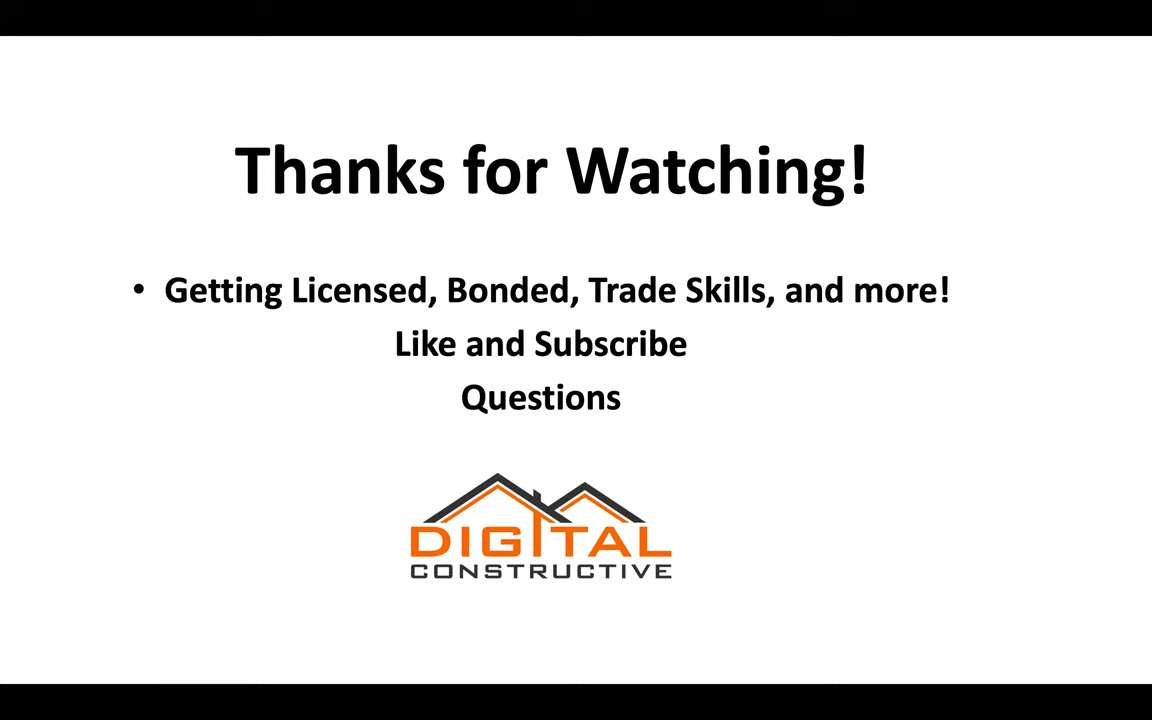 Thanks for Watching!
• Getting Licensed, Bonded, Trade Skills, and more!
Like and Subscribe
Questions
DIGITAL
CONSTRUCTIVE